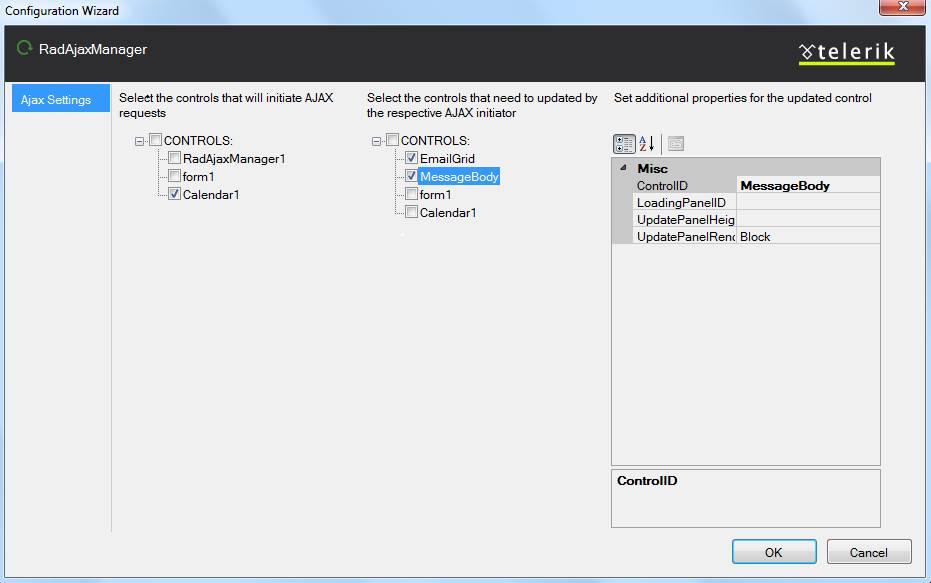 Configuration Wizard
x
RadAjaxManager
telerik
Ajax Settings
Select the controls that will initiate AJAX
requests
CONTROLS:
RadAjaxManager1
form1
Calendar1
Select the controls that need to updated by
the respective AJAX initiator
CONTROLS:
EmailGrid
MessageBody
form1
Calendar1
Set additional properties for the updated control
A
Z
Misc
ControlID MessageBody
LoadingPanelID
UpdatePanelHeig
UpdatePanelRenc Block
ControlID
OK
Cancel